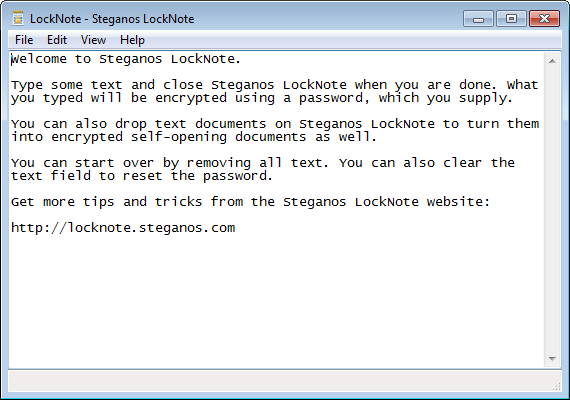 LockNote - Steganos LockNote
File Edit View Help
Welcome to Steganos LockNote.
Type some text and close Steganos LockNote when you are done. What
you typed will be encrypted using a password, which you supply.
You can also drop text documents on Steganos LockNote to turn them
into encrypted self-opening documents as well.
You can start over by removing all text. You can also clear the
text field to reset the password.
Get more tips and tricks from the Steganos LockNote website:
http://locknote.steganos.com